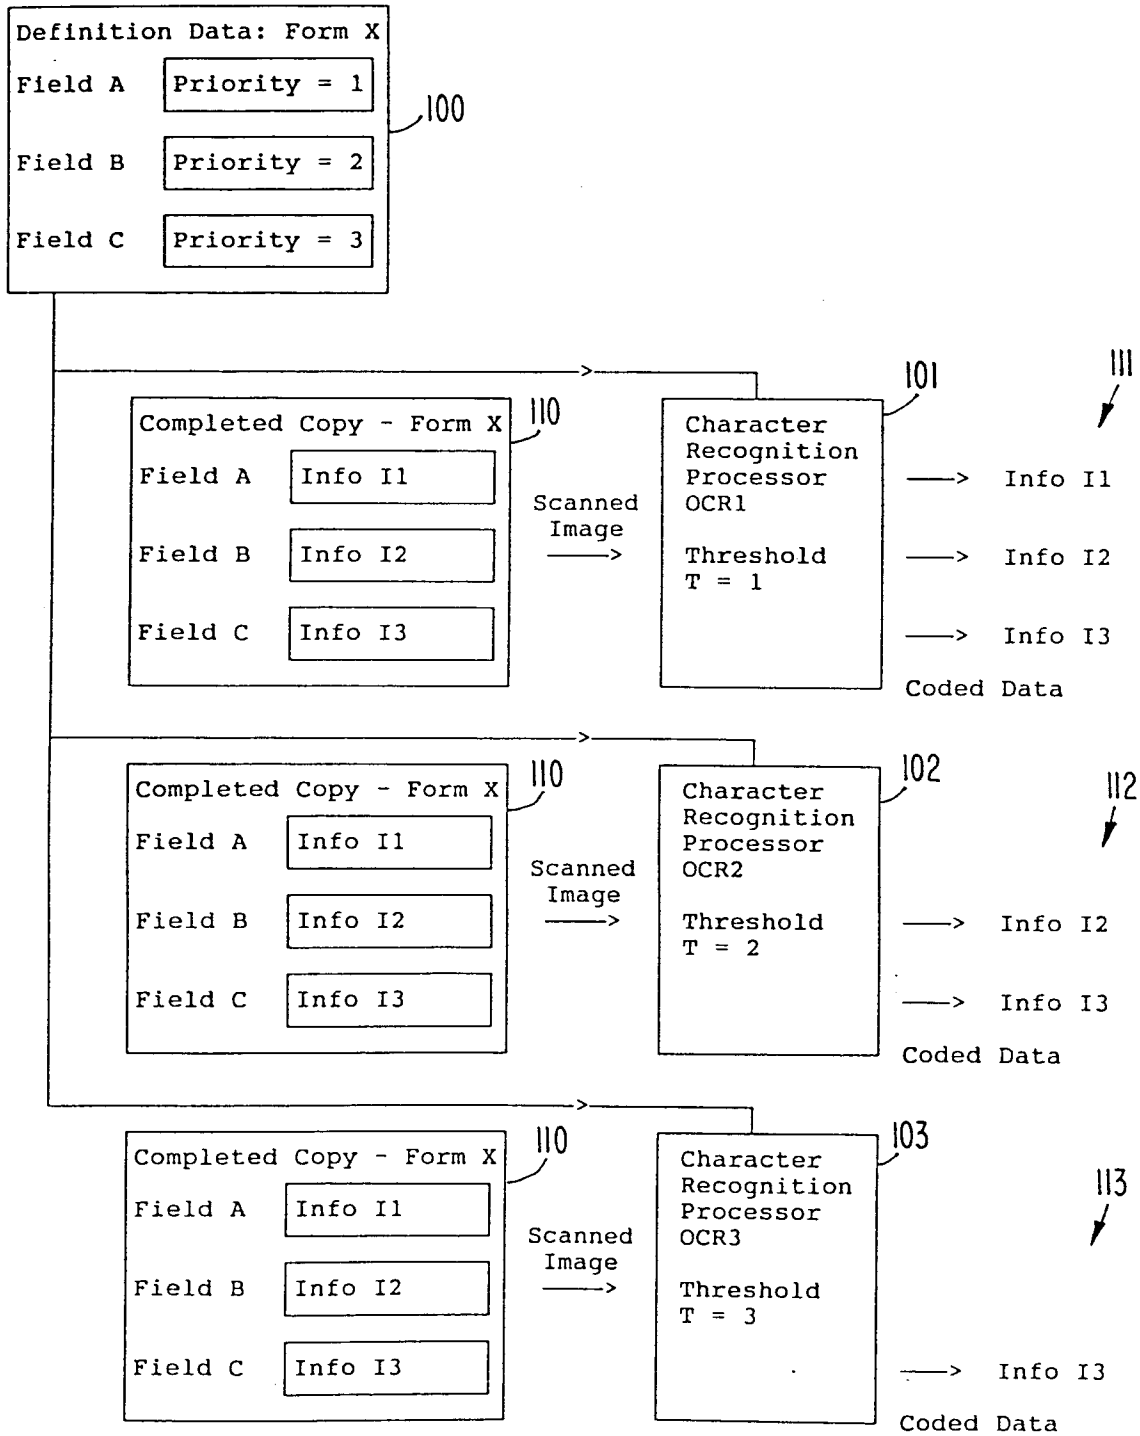 Definition Data: Form X
Field A Priority = 1
100
Field B Priority = 2
Field C Priority = 3
101
111
Completed Copy - Form X
110
Field A Info I1
Field B Info I2
Field C Info I3
Scanned
Image
Character
Recognition
Processor
OCR1
Threshold
T = 1
Info I1
Info I2
Info I3
Coded Data
102
112
Completed Copy - Form X
110
Field A Info I1
Field B Info I2
Field C Info I3
Scanned
Image
Character
Recognition
Processor
OCR2
Threshold
T = 2
Info I2
Info I3
Coded Data
103
113
Completed Copy - Form X
110
Field A Info I1
Field B Info I2
Field C Info I3
Scanned
Image
Character
Recognition
Processor
OCR3
Threshold
T = 3
Info I3
Coded Data